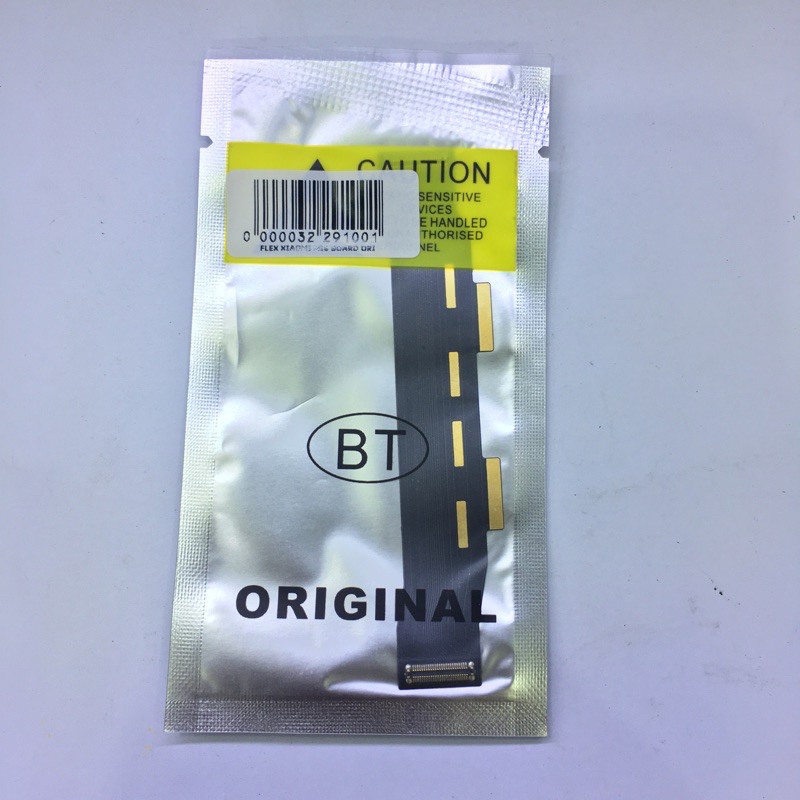 CAUTION
SENSITIVE
VICES
E HANDLED
THORISED
NEL
0 000032 291001
FLEX XIAOMI BOARD ORI
BT
ORIGINAL